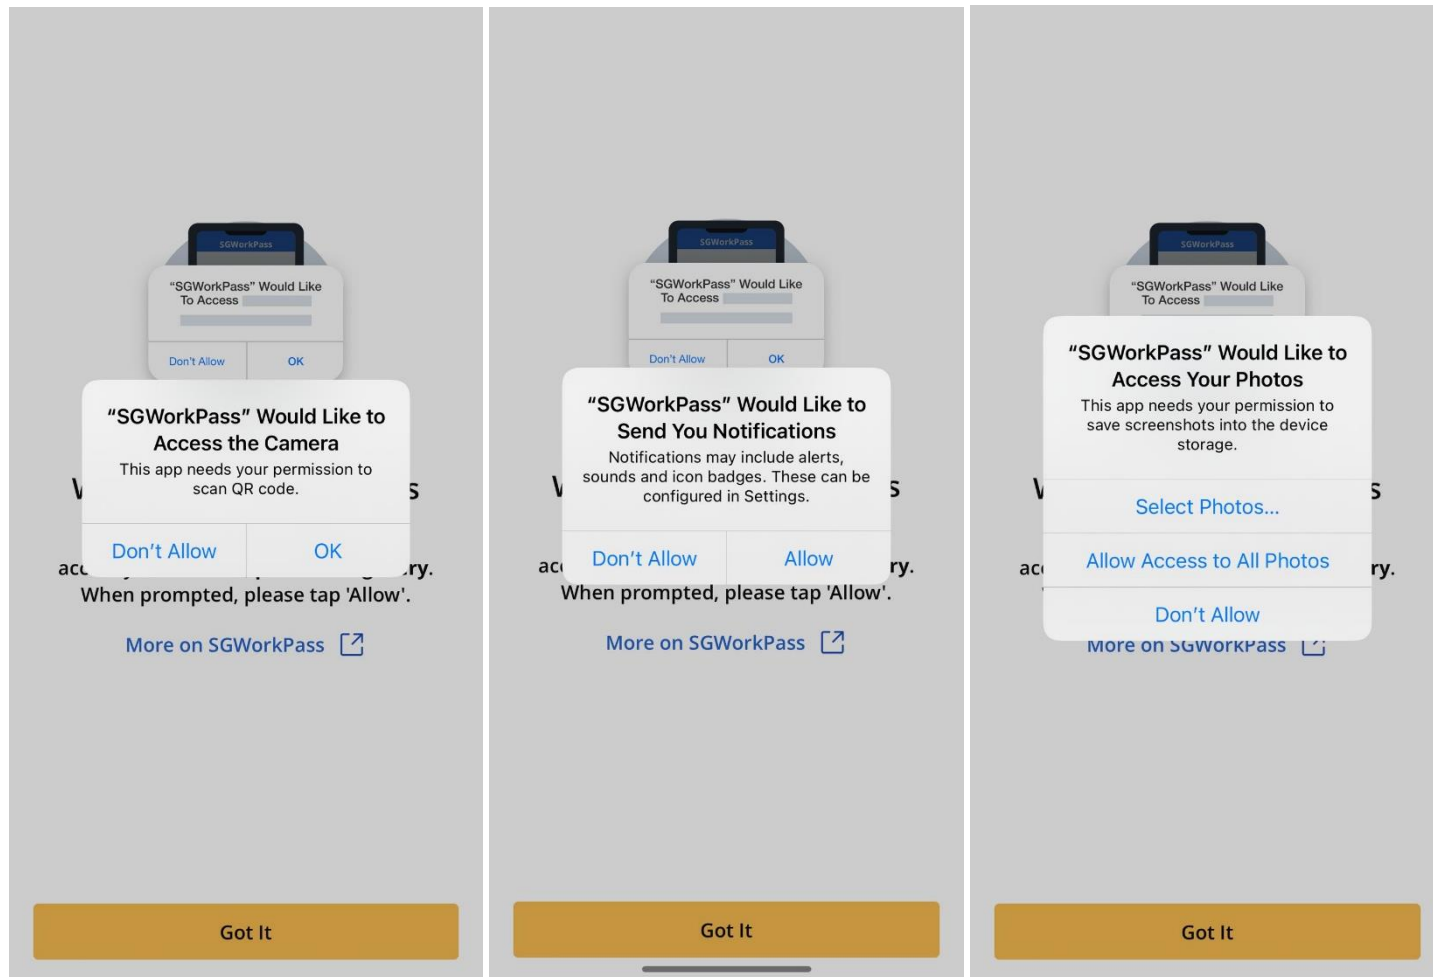 SGWorkPass
“SGWorkPass” Would Like
To Access
Don't Allow
OK
“SGWorkPass” Would Like to
Access the Camera
This app needs your permission to
scan QR code.
Don’t Allow
OK
When prompted, please tap 'Allow'.
More on SGWorkPass
Got It
SGWorkPass
“SGWorkPass” Would Like
To Access
Don't Allow
OK
“SGWorkPass” Would Like to
Send You Notifications
Notifications may include alerts,
sounds and icon badges. These can be
configured in Settings.
Don’t Allow
Allow
When prompted, please tap 'Allow'.
More on SGWorkPass
Got It
SGWorkPass
“SGWorkPass” Would Like
To Access
“SGWorkPass” Would Like to
Access Your Photos
This app needs your permission to
save screenshots into the device
storage.
Select Photos...
Allow Access to All Photos
Don’t Allow
More on SGWorkPass
Got It